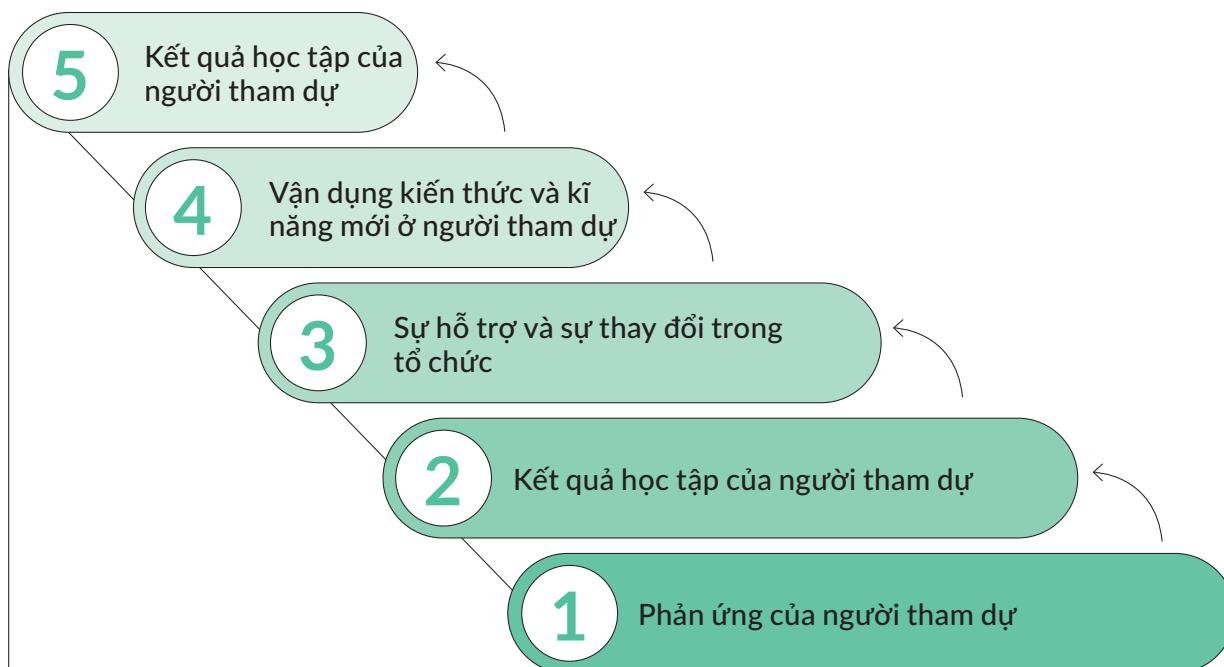 5
Kết quả học tập của
người tham dự
4
Vận dụng kiến thức và kĩ
năng mới ở người tham dự
3
Sự hỗ trợ và sự thay đổi trong
tổ chức
2
Kết quả học tập của người tham dự
1
Phản ứng của người tham dự